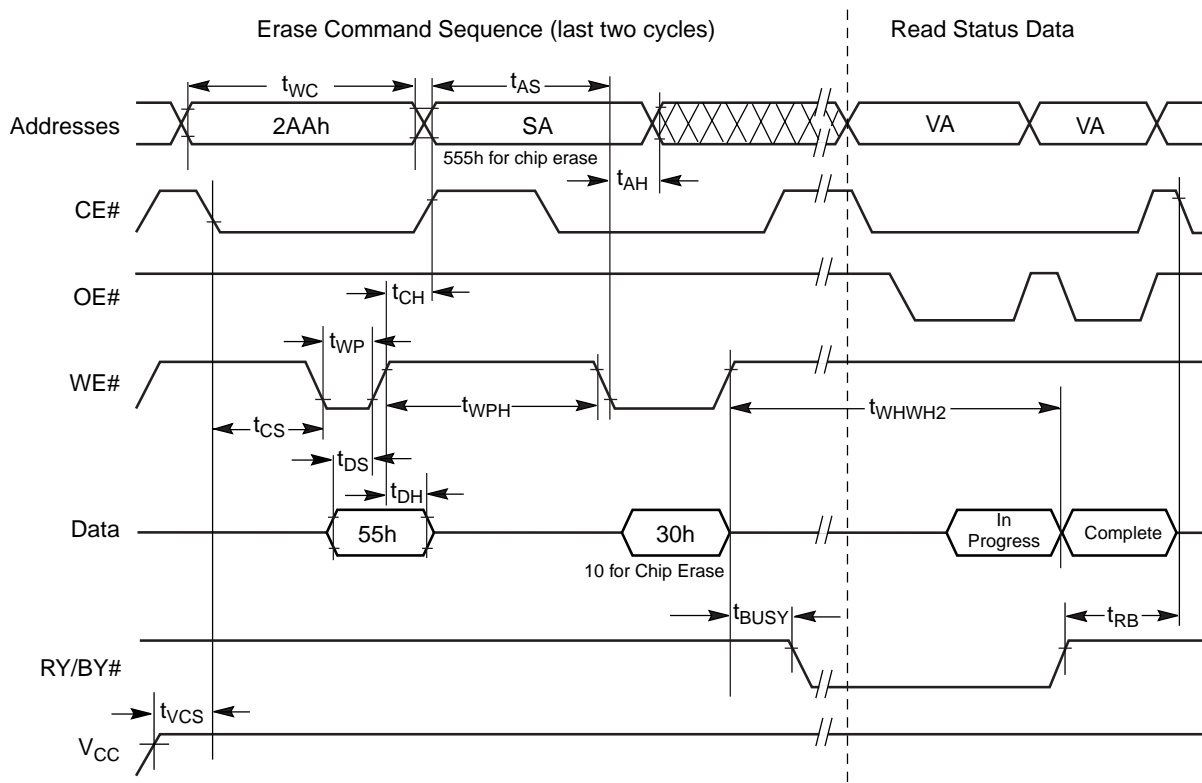 Erase Command Sequence (last two cycles)
Read Status Data
tWC
tAS
Addresses
2AAh
SA
VA
VA
555h for chip erase
tAH
CE#
OE#
tCH
tWP
WE#
tWPH
tWHWH2
tCS
tDS
tDH
Data
55h
30h
In
Progress
Complete
10 for Chip Erase
tBUSY
tRB
RY/BY#
tVCS
VCC